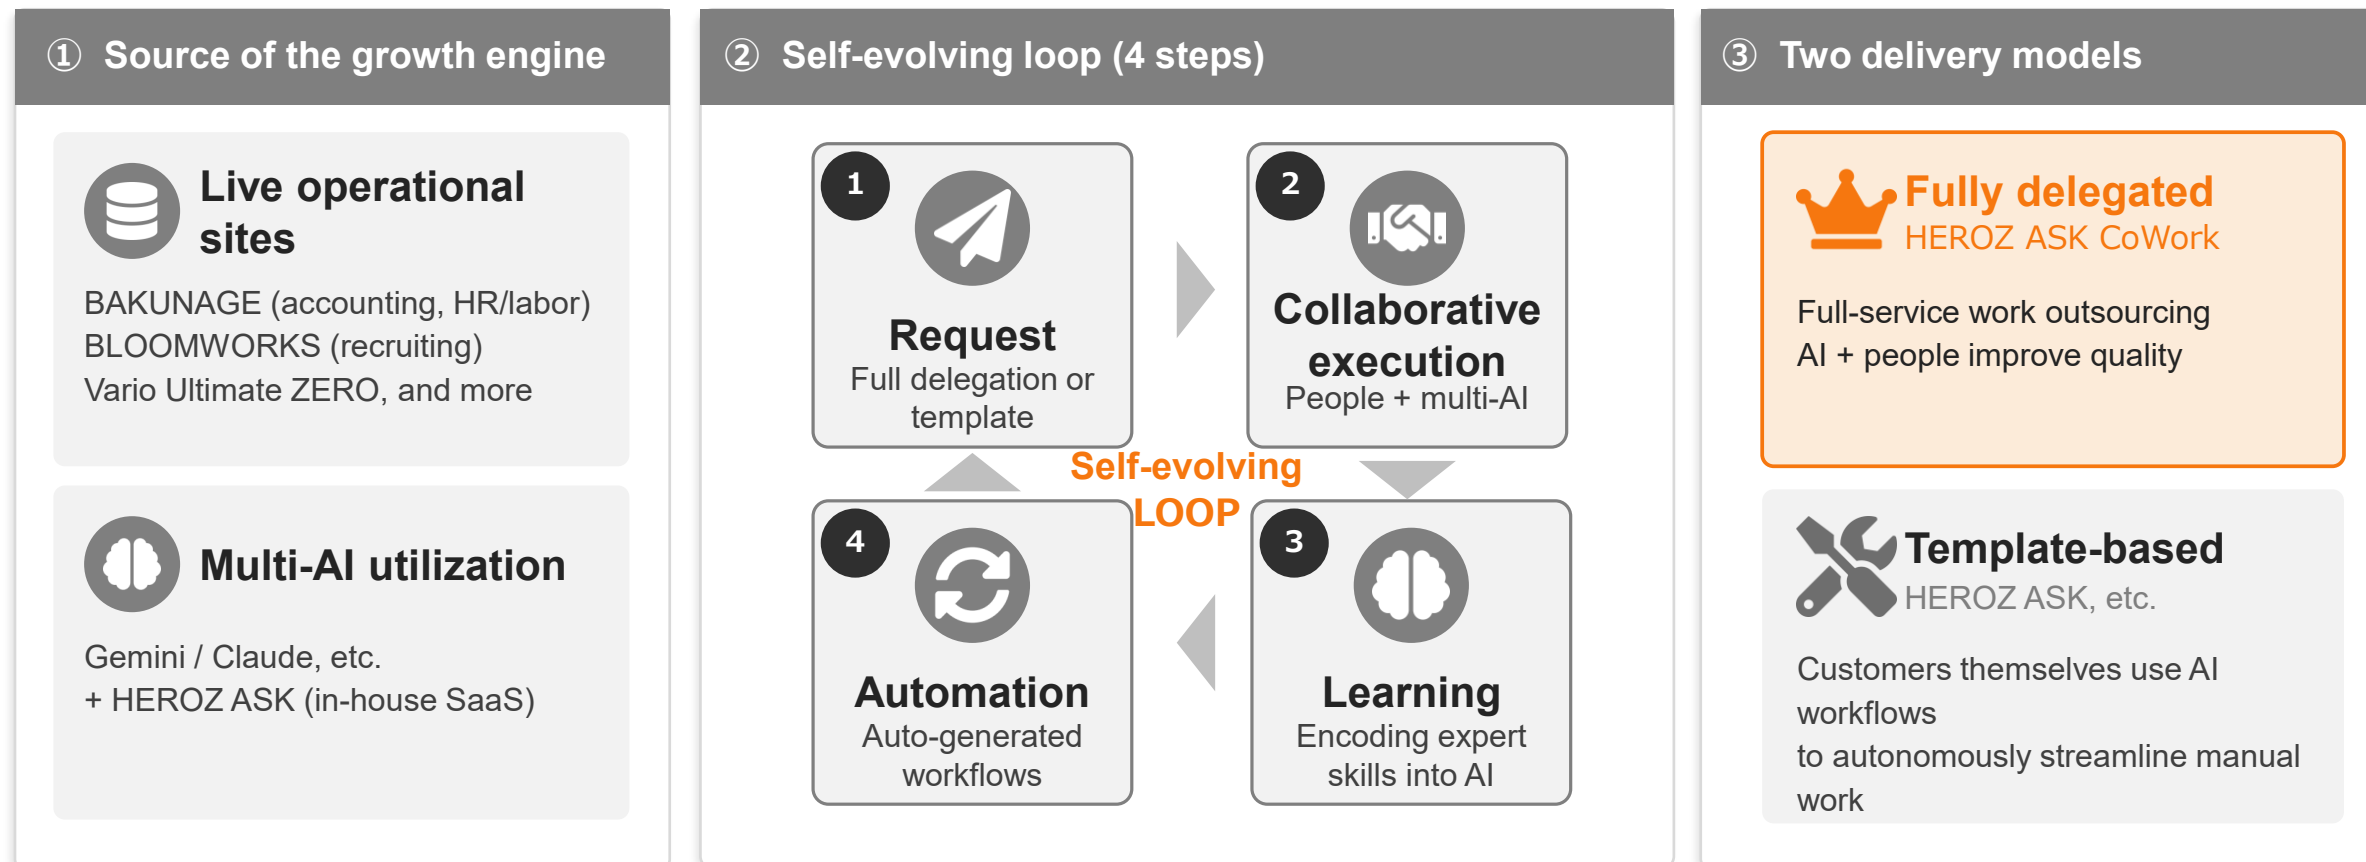 ① Source of the growth engine
Live operational
sites
BAKUNAGE (accounting, HR/labor)
BLOOMWORKS (recruiting)
Vario Ultimate ZERO, and more
Multi-AI utilization
Gemini / Claude, etc.
+ HEROZ ASK (in-house SaaS)
② Self-evolving loop (4 steps)
1
Request
Full delegation or
template
2
Collaborative
execution
People + multi-AI
Self-evolving
LOOP
3
Learning
Encoding expert
skills into AI
4
Automation
Auto-generated
workflows
③ Two delivery models
Fully delegated
HEROZ ASK CoWork
Full-service work outsourcing
AI + people improve quality
Template-based
HEROZ ASK, etc.
Customers themselves use AI
workflows
to autonomously streamline manual
work